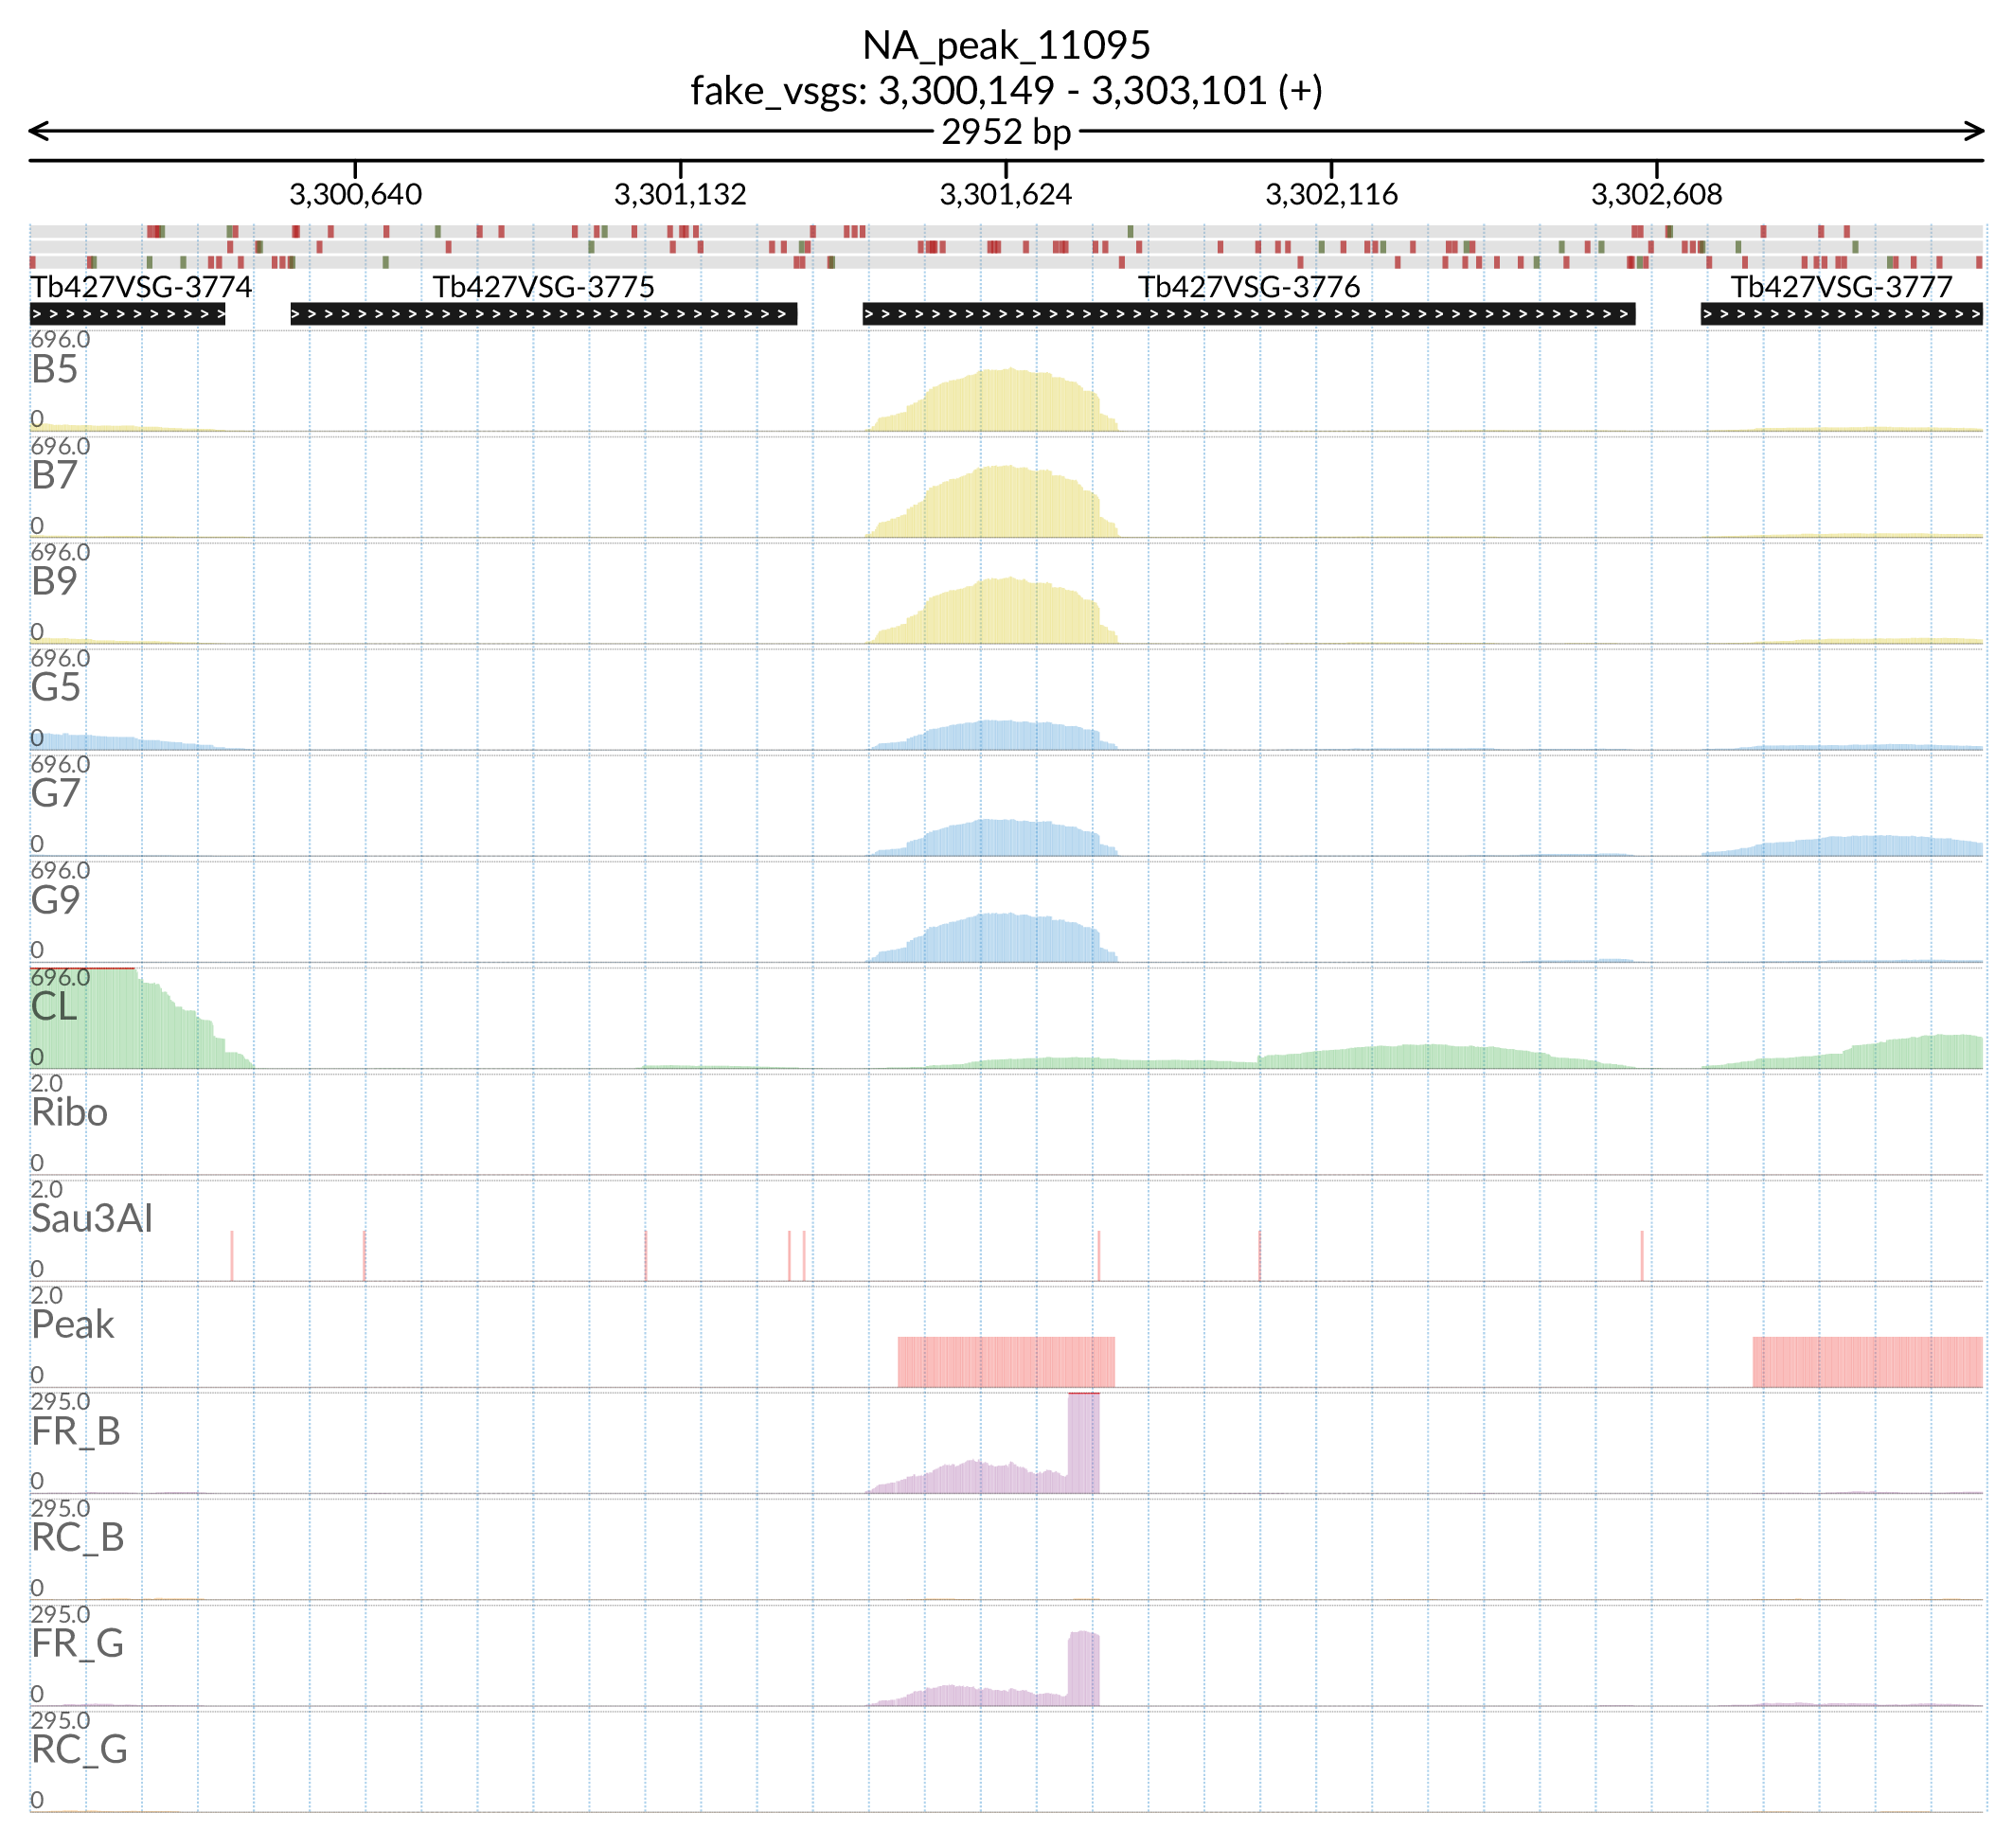 NA_peak_11095
fake_vsgs: 3,300,149 - 3,303,101 (+)
2952 bp
3,300,640 3,301,132 3,301,624 3,302,116 3,302,608
Tb427VSG-3774 Tb427VSG-3775 Tb427VSG-3776 Tb427VSG-3777
696.0
B5
0
696.0
B7
0
696.0
B9
0
696.0
G5
0
696.0
G7
0
696.0
G9
0
696.0
CL
0
2.0
Ribo
0
2.0
Sau3AI
0
2.0
Peak
0
295.0
FR_B
0
295.0
RC_B
0
295.0
FR_G
0
295.0
RC_G
0